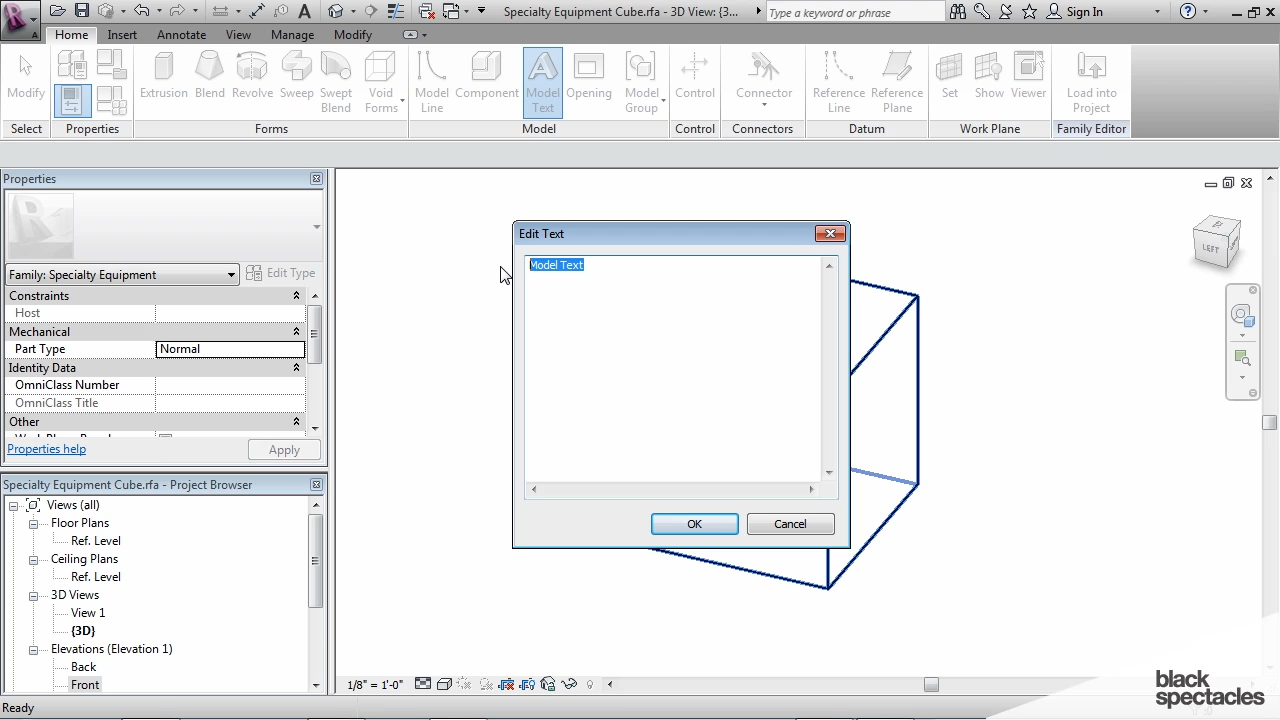 Specialty Equipment Cube.rfa - 3D View: {3...
Type a keyword or phrase
Sign In
Home Insert Annotate View Manage Modify
Modify
Extrusion Blend Revolve Sweep Swept Blend Void Forms
Model Line Component Model Text Opening Model Group
Control
Connector
Reference Line Reference Plane
Set Show Viewer
Load into Project
Select Properties Forms Model Control Connectors Datum Work Plane Family Editor
Properties
Family: Specialty Equipment
Edit Type
Constraints
Host
Mechanical
Part Type Normal
Identity Data
OmniClass Number
OmniClass Title
Other
Properties help
Apply
Specialty Equipment Cube.rfa - Project Browser
Views (all)
Floor Plans
Ref. Level
Ceiling Plans
Ref. Level
3D Views
View 1
{3D}
Elevations (Elevation 1)
Back
Front
Edit Text
Model Text
OK Cancel
LEFT
1/8" = 1'-0"
Ready
black
spectacles